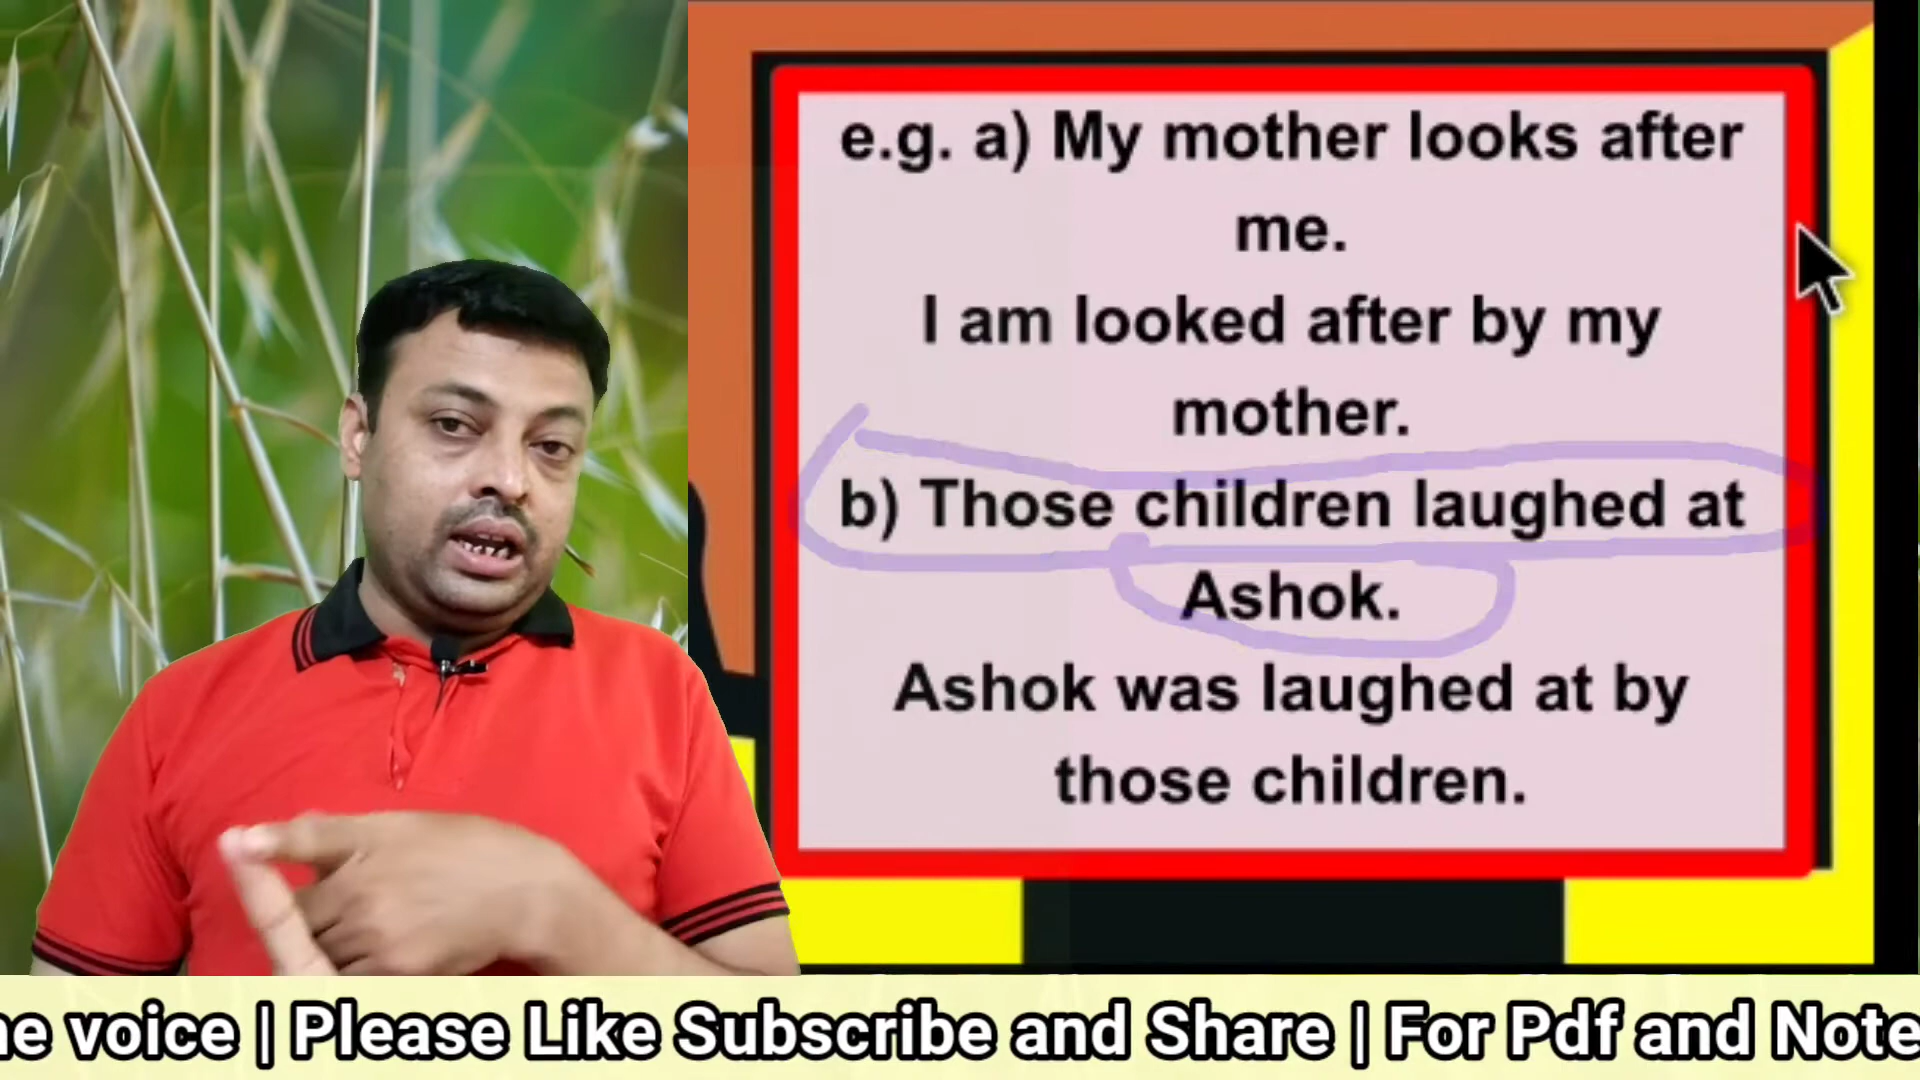 e.g. a) My mother looks after
me.
I am looked after by my
mother.
b) Those children laughed at
Ashok.
Ashok was laughed at by
those children.
voice | Please Like Subscribe and Share | For Pdf and